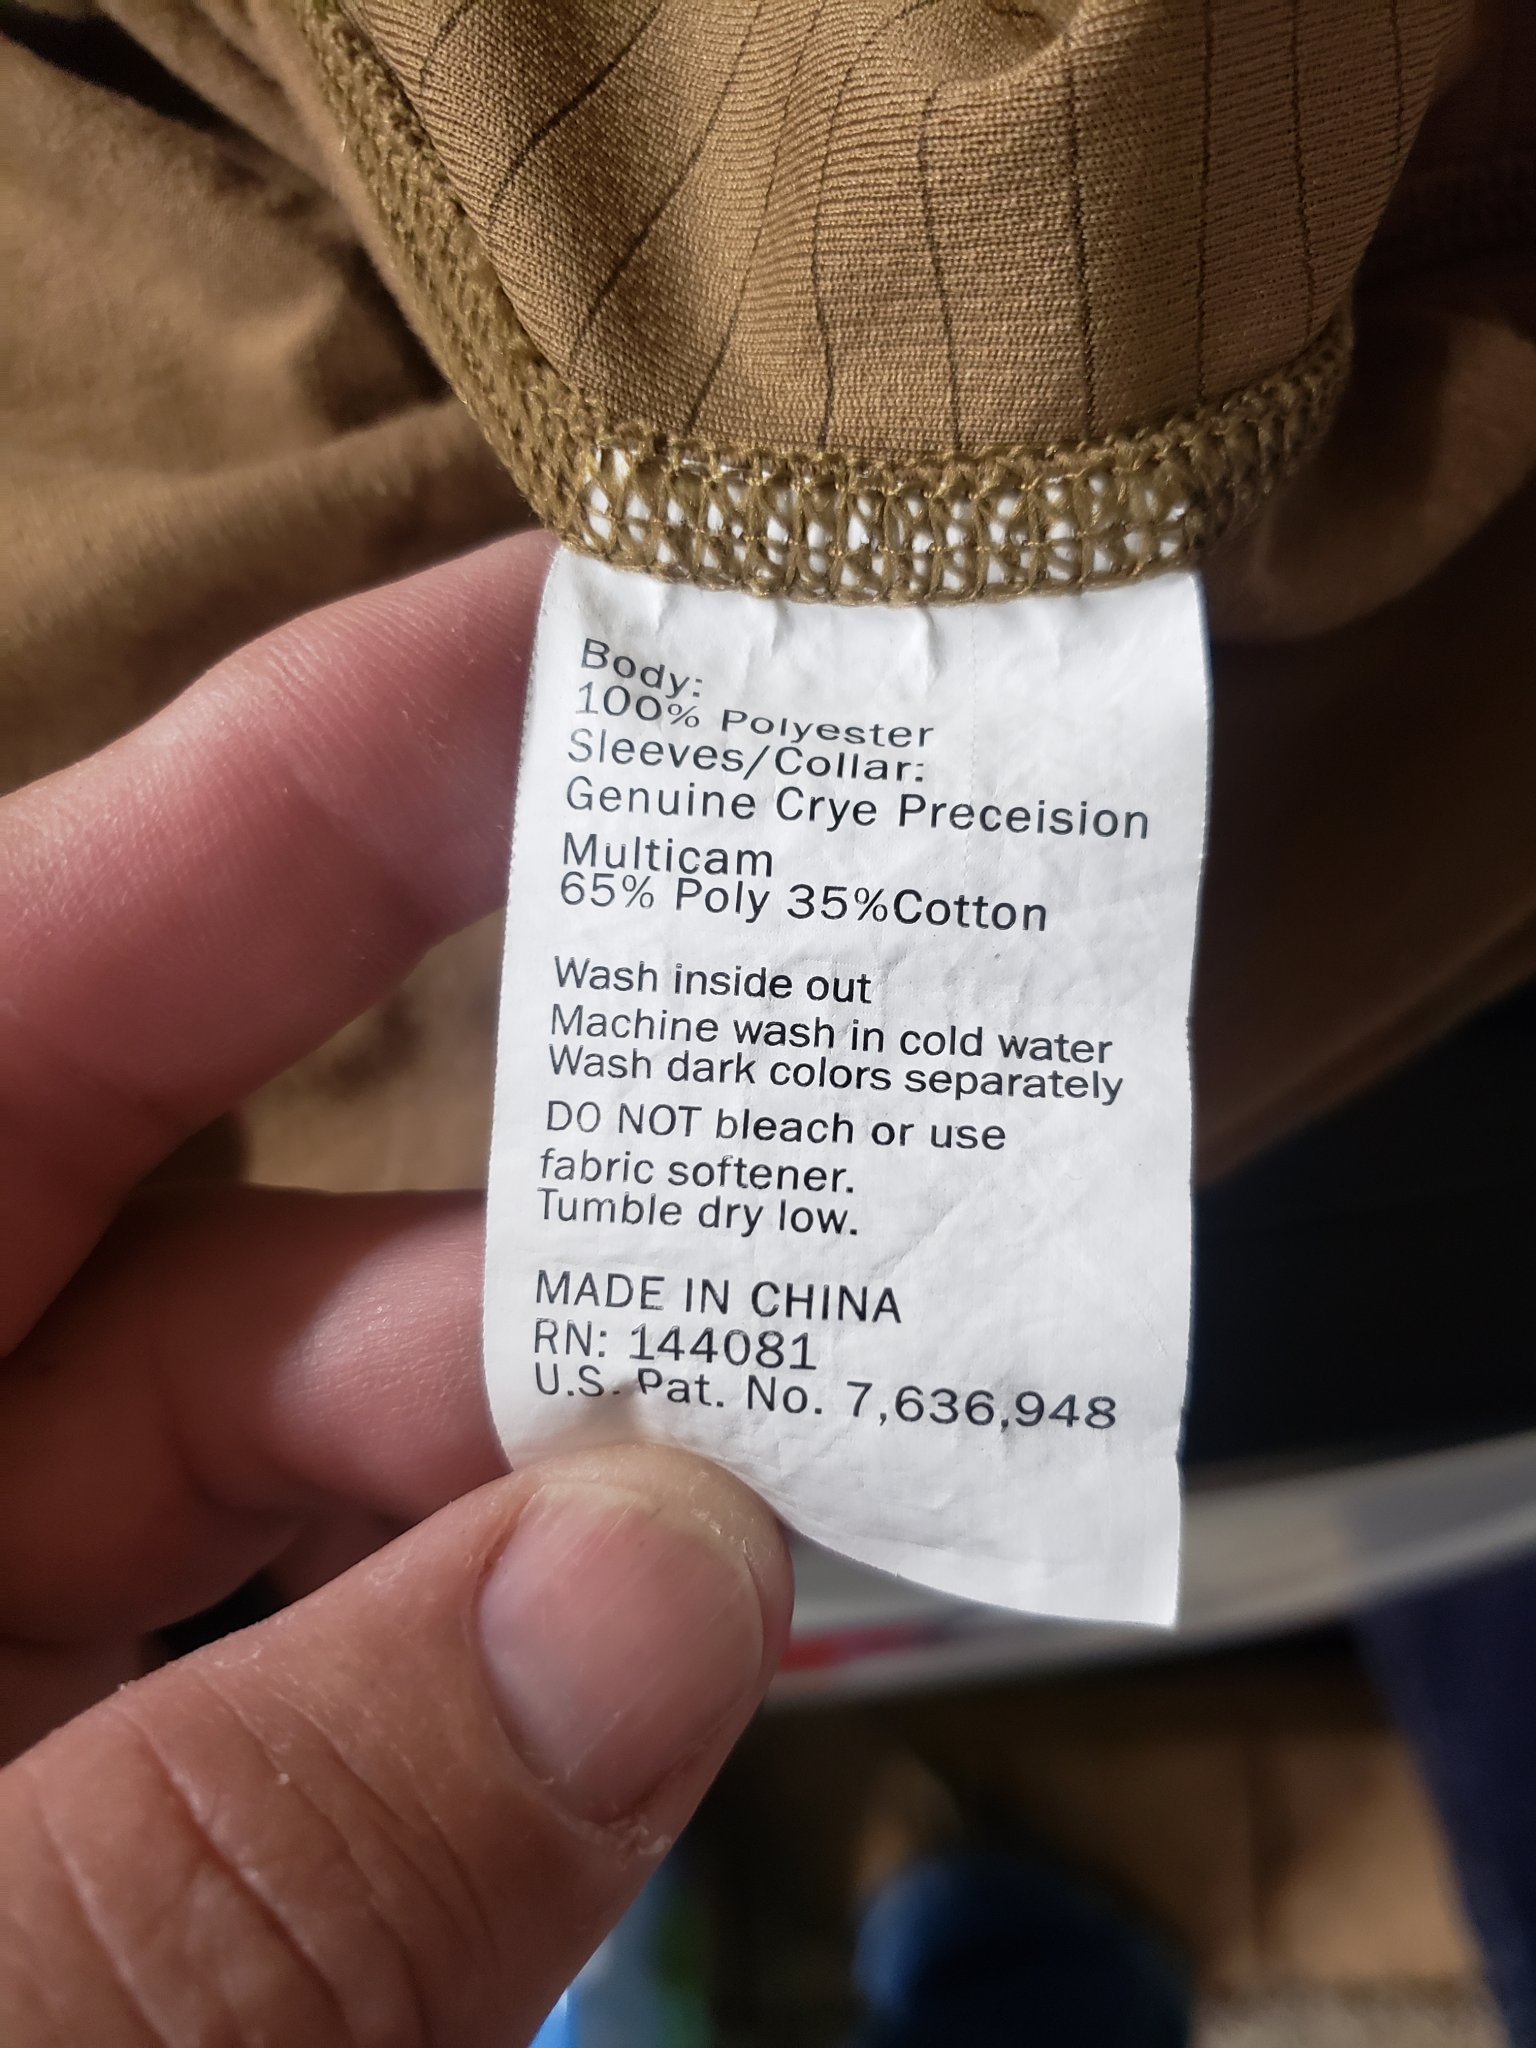 Body:
100% Polyester
Sleeves/Collar:
Genuine Crye Preceision
Multicam
65% Poly 35%Cotton
Wash inside out
Machine wash in cold water
Wash dark colors separately
DO NOT bleach or use
fabric softener.
Tumble dry low.
MADE IN CHINA
RN: 144081
U.S. Pat. No. 7,636,948